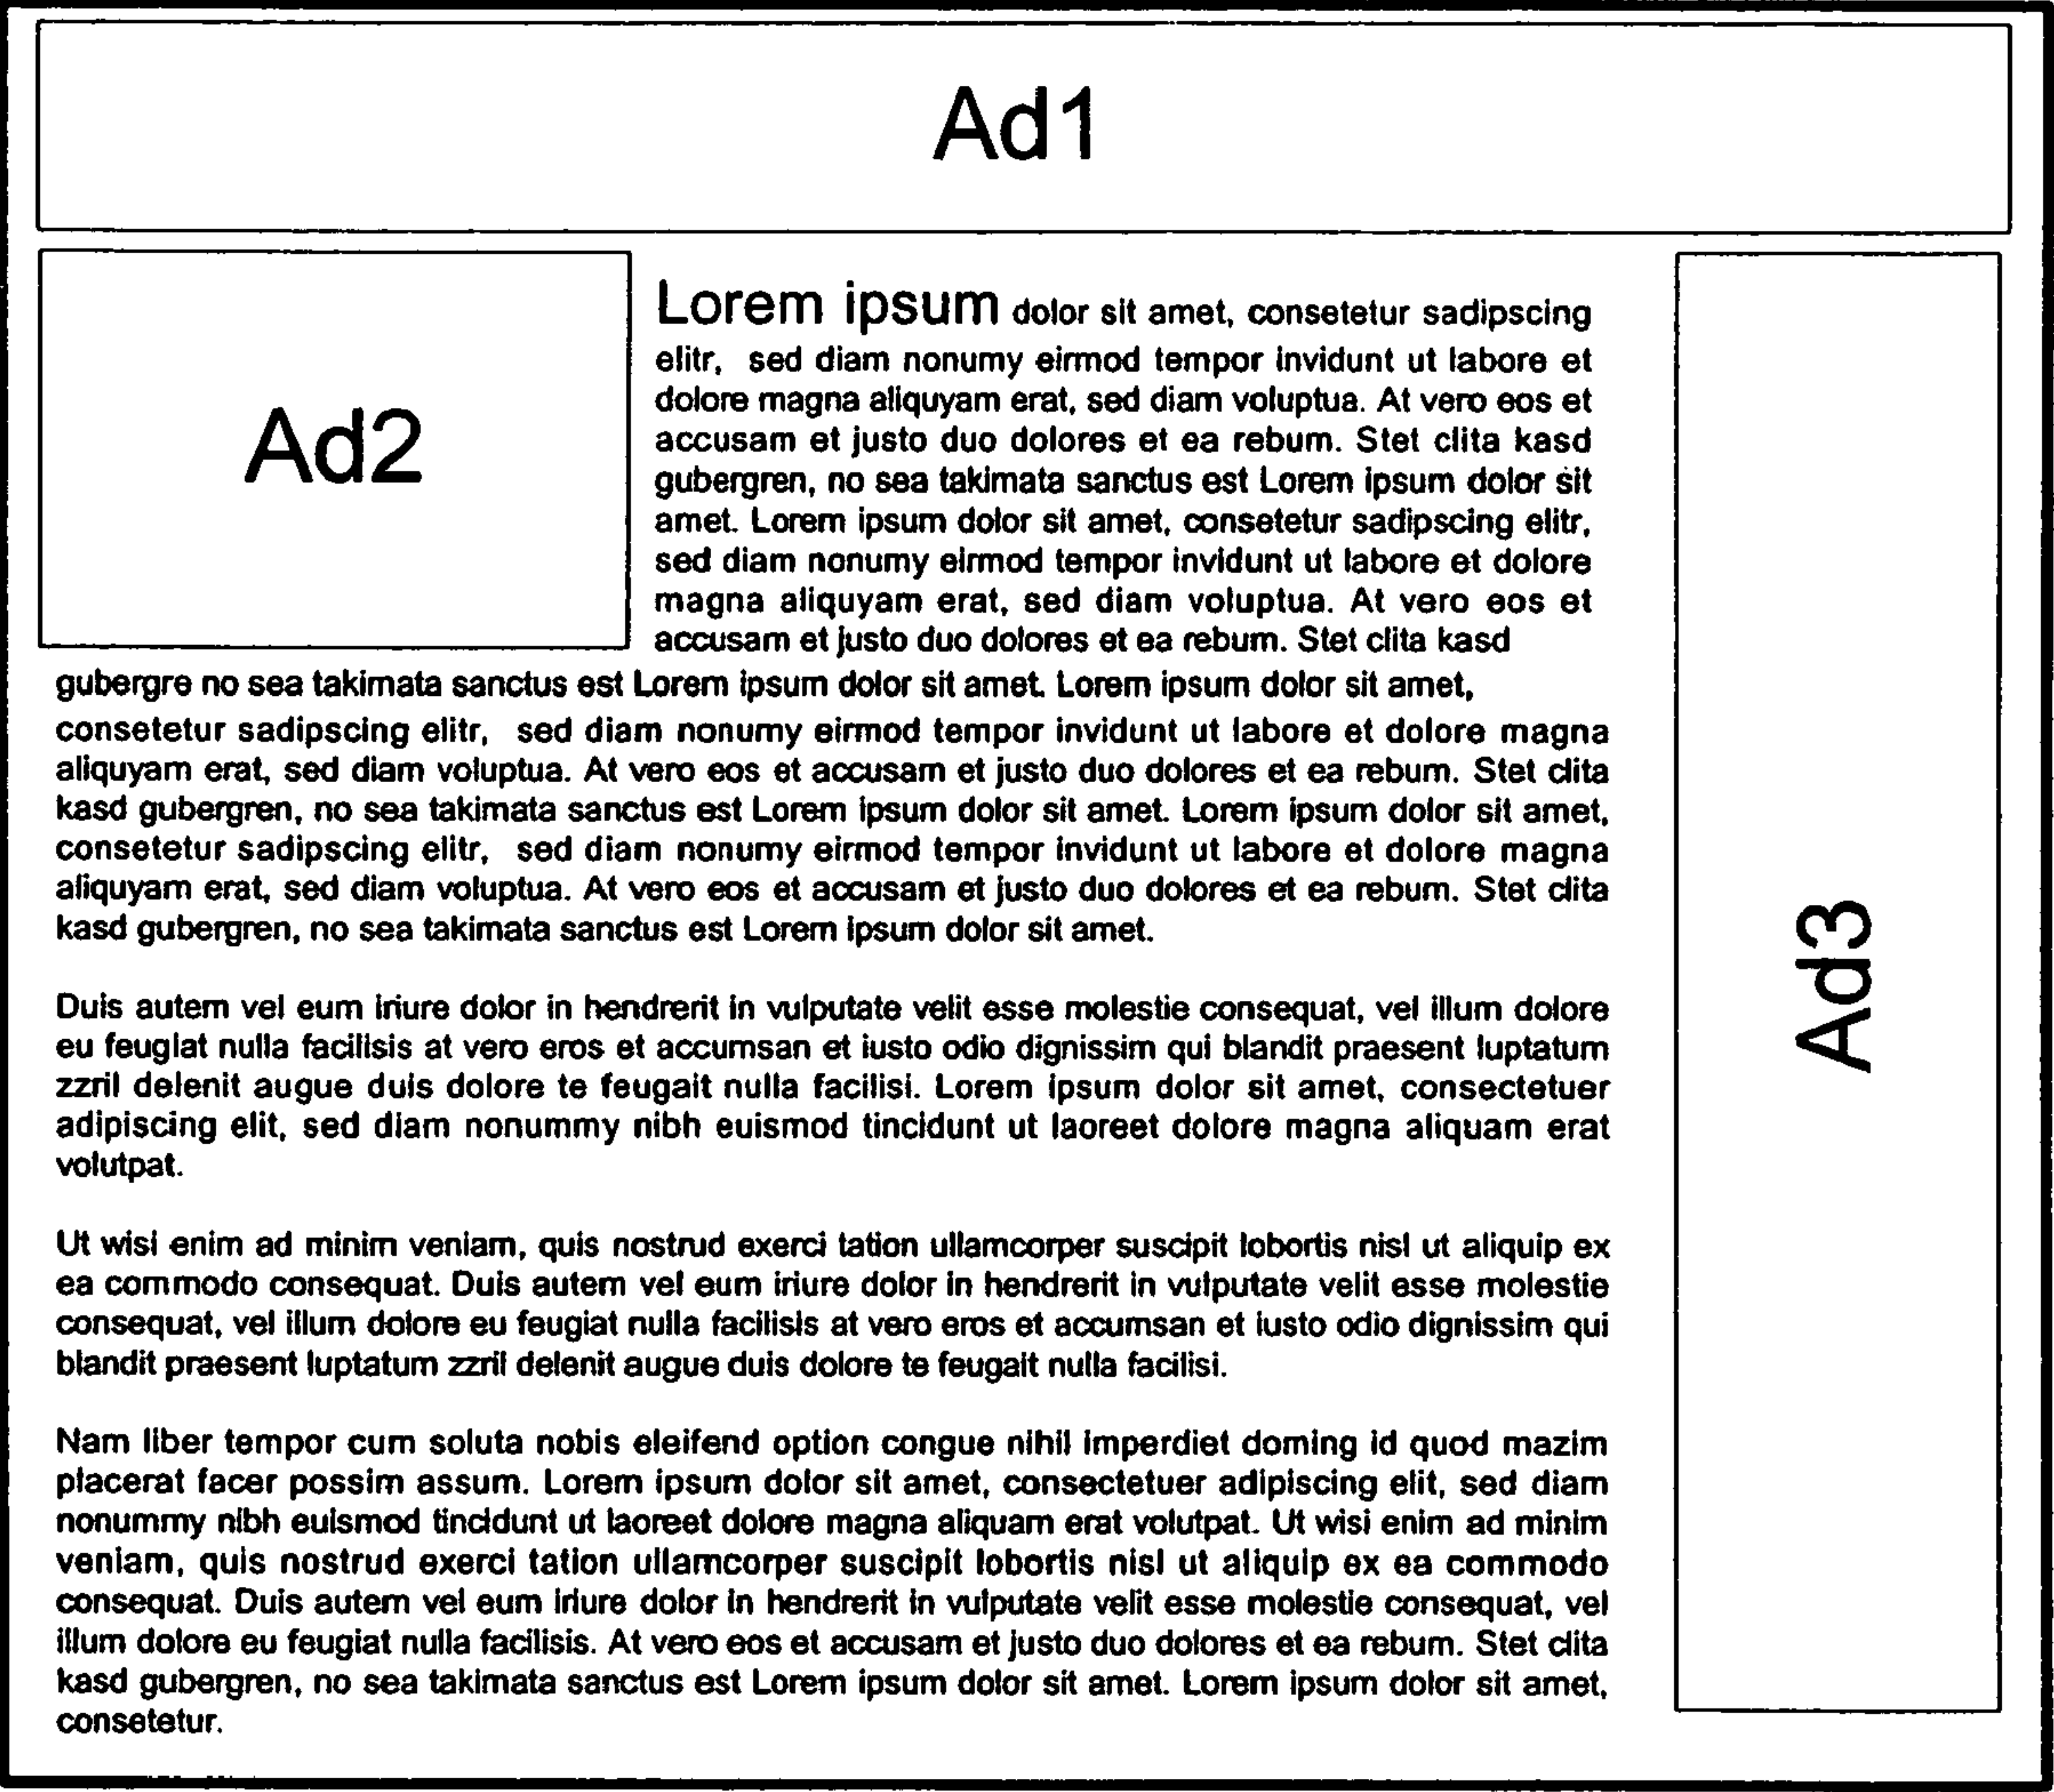 Ad1
Ad2
Lorem ipsum dolor sit amet, consetetur sadipscing
elitr, sed diam nonumy eirmod tempor invidunt ut labore et
dolore magna aliquyam erat, sed diam voluptua. At vero eos et
accusam et justo duo dolores et ea rebum. Stet clita kasd
gubergren, no sea takimata sanctus est Lorem ipsum dolor sit
amet. Lorem ipsum dolor sit amet, consetetur sadipscing elitr,
sed diam nonumy eirmod tempor invidunt ut labore et dolore
magna aliquyam erat, sed diam voluptua. At vero eos et
accusam et justo duo dolores et ea rebum. Stet clita kasd
gubergre no sea takimata sanctus est Lorem ipsum dolor sit amet. Lorem ipsum dolor sit amet,
consetetur sadipscing elitr, sed diam nonumy eirmod tempor invidunt ut labore et dolore magna
aliquyam erat, sed diam voluptua. At vero eos et accusam et justo duo dolores et ea rebum. Stet clita
kasd gubergren, no sea takimata sanctus est Lorem ipsum dolor sit amet. Lorem ipsum dolor sit amet,
consetetur sadipscing elitr, sed diam nonumy eirmod tempor invidunt ut labore et dolore magna
aliquyam erat, sed diam voluptua. At vero eos et accusam et justo duo dolores et ea rebum. Stet clita
kasd gubergren, no sea takimata sanctus est Lorem ipsum dolor sit amet.
Duis autem vel eum iriure dolor in hendrerit in vulputate velit esse molestie consequat, vel illum dolore
eu feugiat nulla facilisis at vero eros et accumsan et iusto odio dignissim qui blandit praesent luptatum
zzril delenit augue duis dolore te feugait nulla facilisi. Lorem ipsum dolor sit amet, consectetuer
adipiscing elit, sed diam nonummy nibh euismod tincidunt ut laoreet dolore magna aliquam erat
volutpat.
Ut wisi enim ad minim veniam, quis nostrud exerci tation ullamcorper suscipit lobortis nisl ut aliquip ex
ea commodo consequat. Duis autem vel eum iriure dolor in hendrerit in vulputate velit esse molestie
consequat, vel illum dolore eu feugiat nulla facilisis at vero eros et accumsan et iusto odio dignissim qui
blandit praesent luptatum zzril delenit augue duis dolore te feugait nulla facilisi.
Nam liber tempor cum soluta nobis eleifend option congue nihil imperdiet doming id quod mazim
placerat facer possim assum. Lorem ipsum dolor sit amet, consectetuer adipiscing elit, sed diam
nonummy nibh euismod tincidunt ut laoreet dolore magna aliquam erat volutpat. Ut wisi enim ad minim
veniam, quis nostrud exerci tation ullamcorper suscipit lobortis nisl ut aliquip ex ea commodo
consequat. Duis autem vel eum iriure dolor in hendrerit in vulputate velit esse molestie consequat, vel
illum dolore eu feugiat nulla facilisis. At vero eos et accusam et justo duo dolores et ea rebum. Stet clita
kasd gubergren, no sea takimata sanctus est Lorem ipsum dolor sit amet. Lorem ipsum dolor sit amet,
consetetur.
Ad3